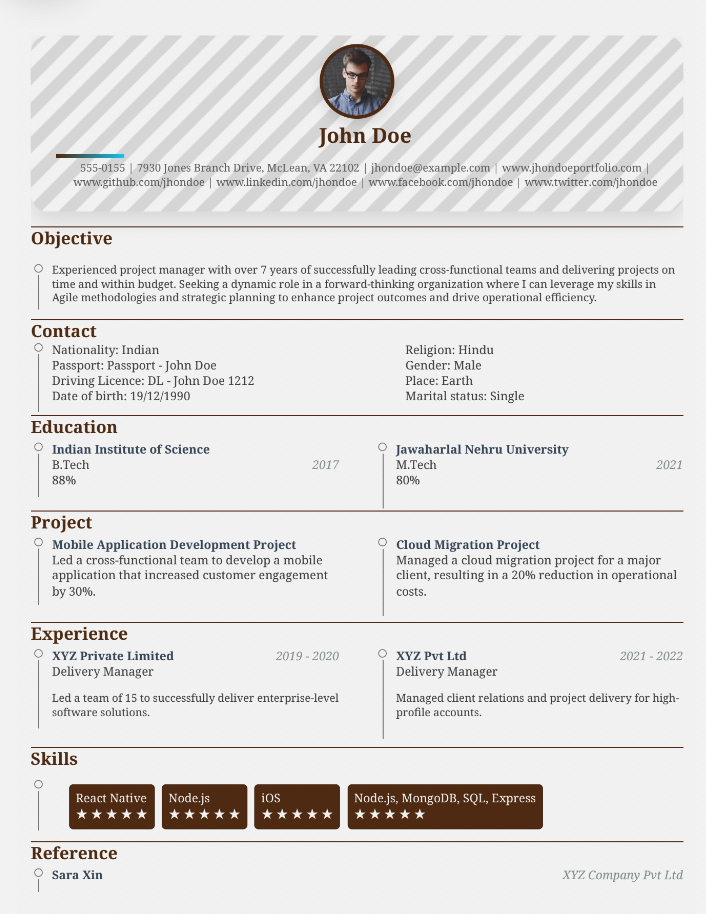 John Doe
555-0155 | 7930 Jones Branch Drive, McLean, VA 22102 | jhondoe@example.com | www.jhondoeportfolio.com |
www.github.com/jhondoe | www.linkedin.com/jhondoe | www.facebook.com/jhondoe | www.twitter.com/jhondoe
Objective
Experienced project manager with over 7 years of successfully leading cross-functional teams and delivering projects on
time and within budget. Seeking a dynamic role in a forward-thinking organization where I can leverage my skills in
Agile methodologies and strategic planning to enhance project outcomes and drive operational efficiency.
Contact
Nationality: Indian
Passport: Passport - John Doe
Driving Licence: DL - John Doe 1212
Date of birth: 19/12/1990
Religion: Hindu
Gender: Male
Place: Earth
Marital status: Single
Education
Indian Institute of Science
B.Tech 2017
88%
Jawaharlal Nehru University
M.Tech 2021
80%
Project
Mobile Application Development Project
Led a cross-functional team to develop a mobile
application that increased customer engagement
by 30%.
Cloud Migration Project
Managed a cloud migration project for a major
client, resulting in a 20% reduction in operational
costs.
Experience
XYZ Private Limited 2019 - 2020
Delivery Manager
Led a team of 15 to successfully deliver enterprise-level
software solutions.
XYZ Pvt Ltd 2021 - 2022
Delivery Manager
Managed client relations and project delivery for high-
profile accounts.
Skills
React Native
★★★★★
Node.js
★★★★★
iOS
★★★★★
Node.js, MongoDB, SQL, Express
★★★★★
Reference
Sara Xin XYZ Company Pvt Ltd